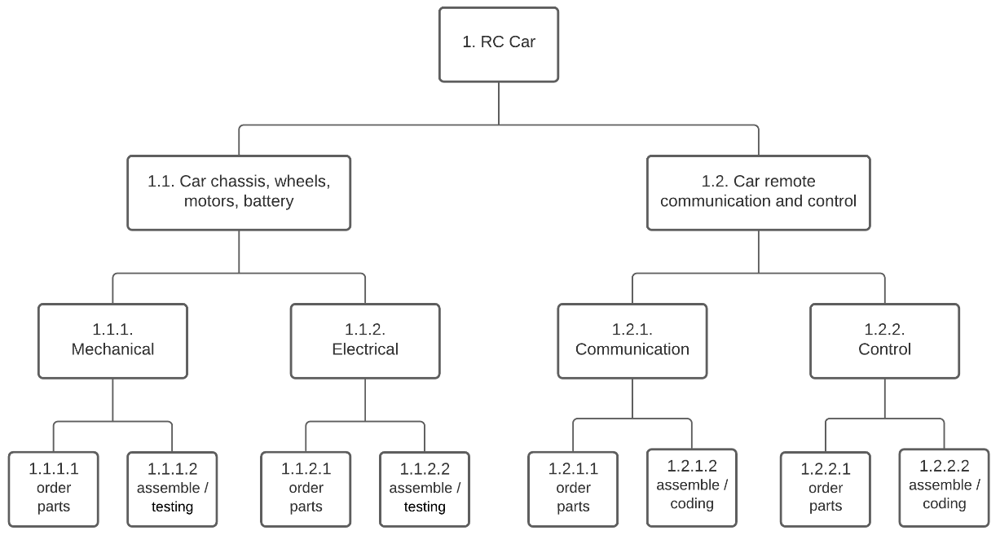 1. RC Car
1.1. Car chassis, wheels,
motors, battery
1.2. Car remote
communication and control
1.1.1.
Mechanical
1.1.2.
Electrical
1.2.1.
Communication
1.2.2.
Control
1.1.1.1
order
parts
1.1.1.2
assemble /
testing
1.1.2.1
order
parts
1.1.2.2
assemble /
testing
1.2.1.1
order
parts
1.2.1.2
assemble /
coding
1.2.2.1
order
parts
1.2.2.2
assemble /
coding